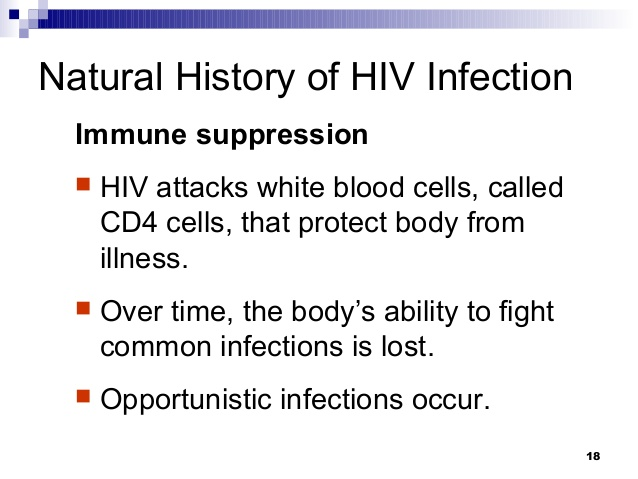 Natural History of HIV Infection
Immune suppression
HIV attacks white blood cells, called
CD4 cells, that protect body from
illness.
Over time, the body’s ability to fight
common infections is lost.
Opportunistic infections occur.
18